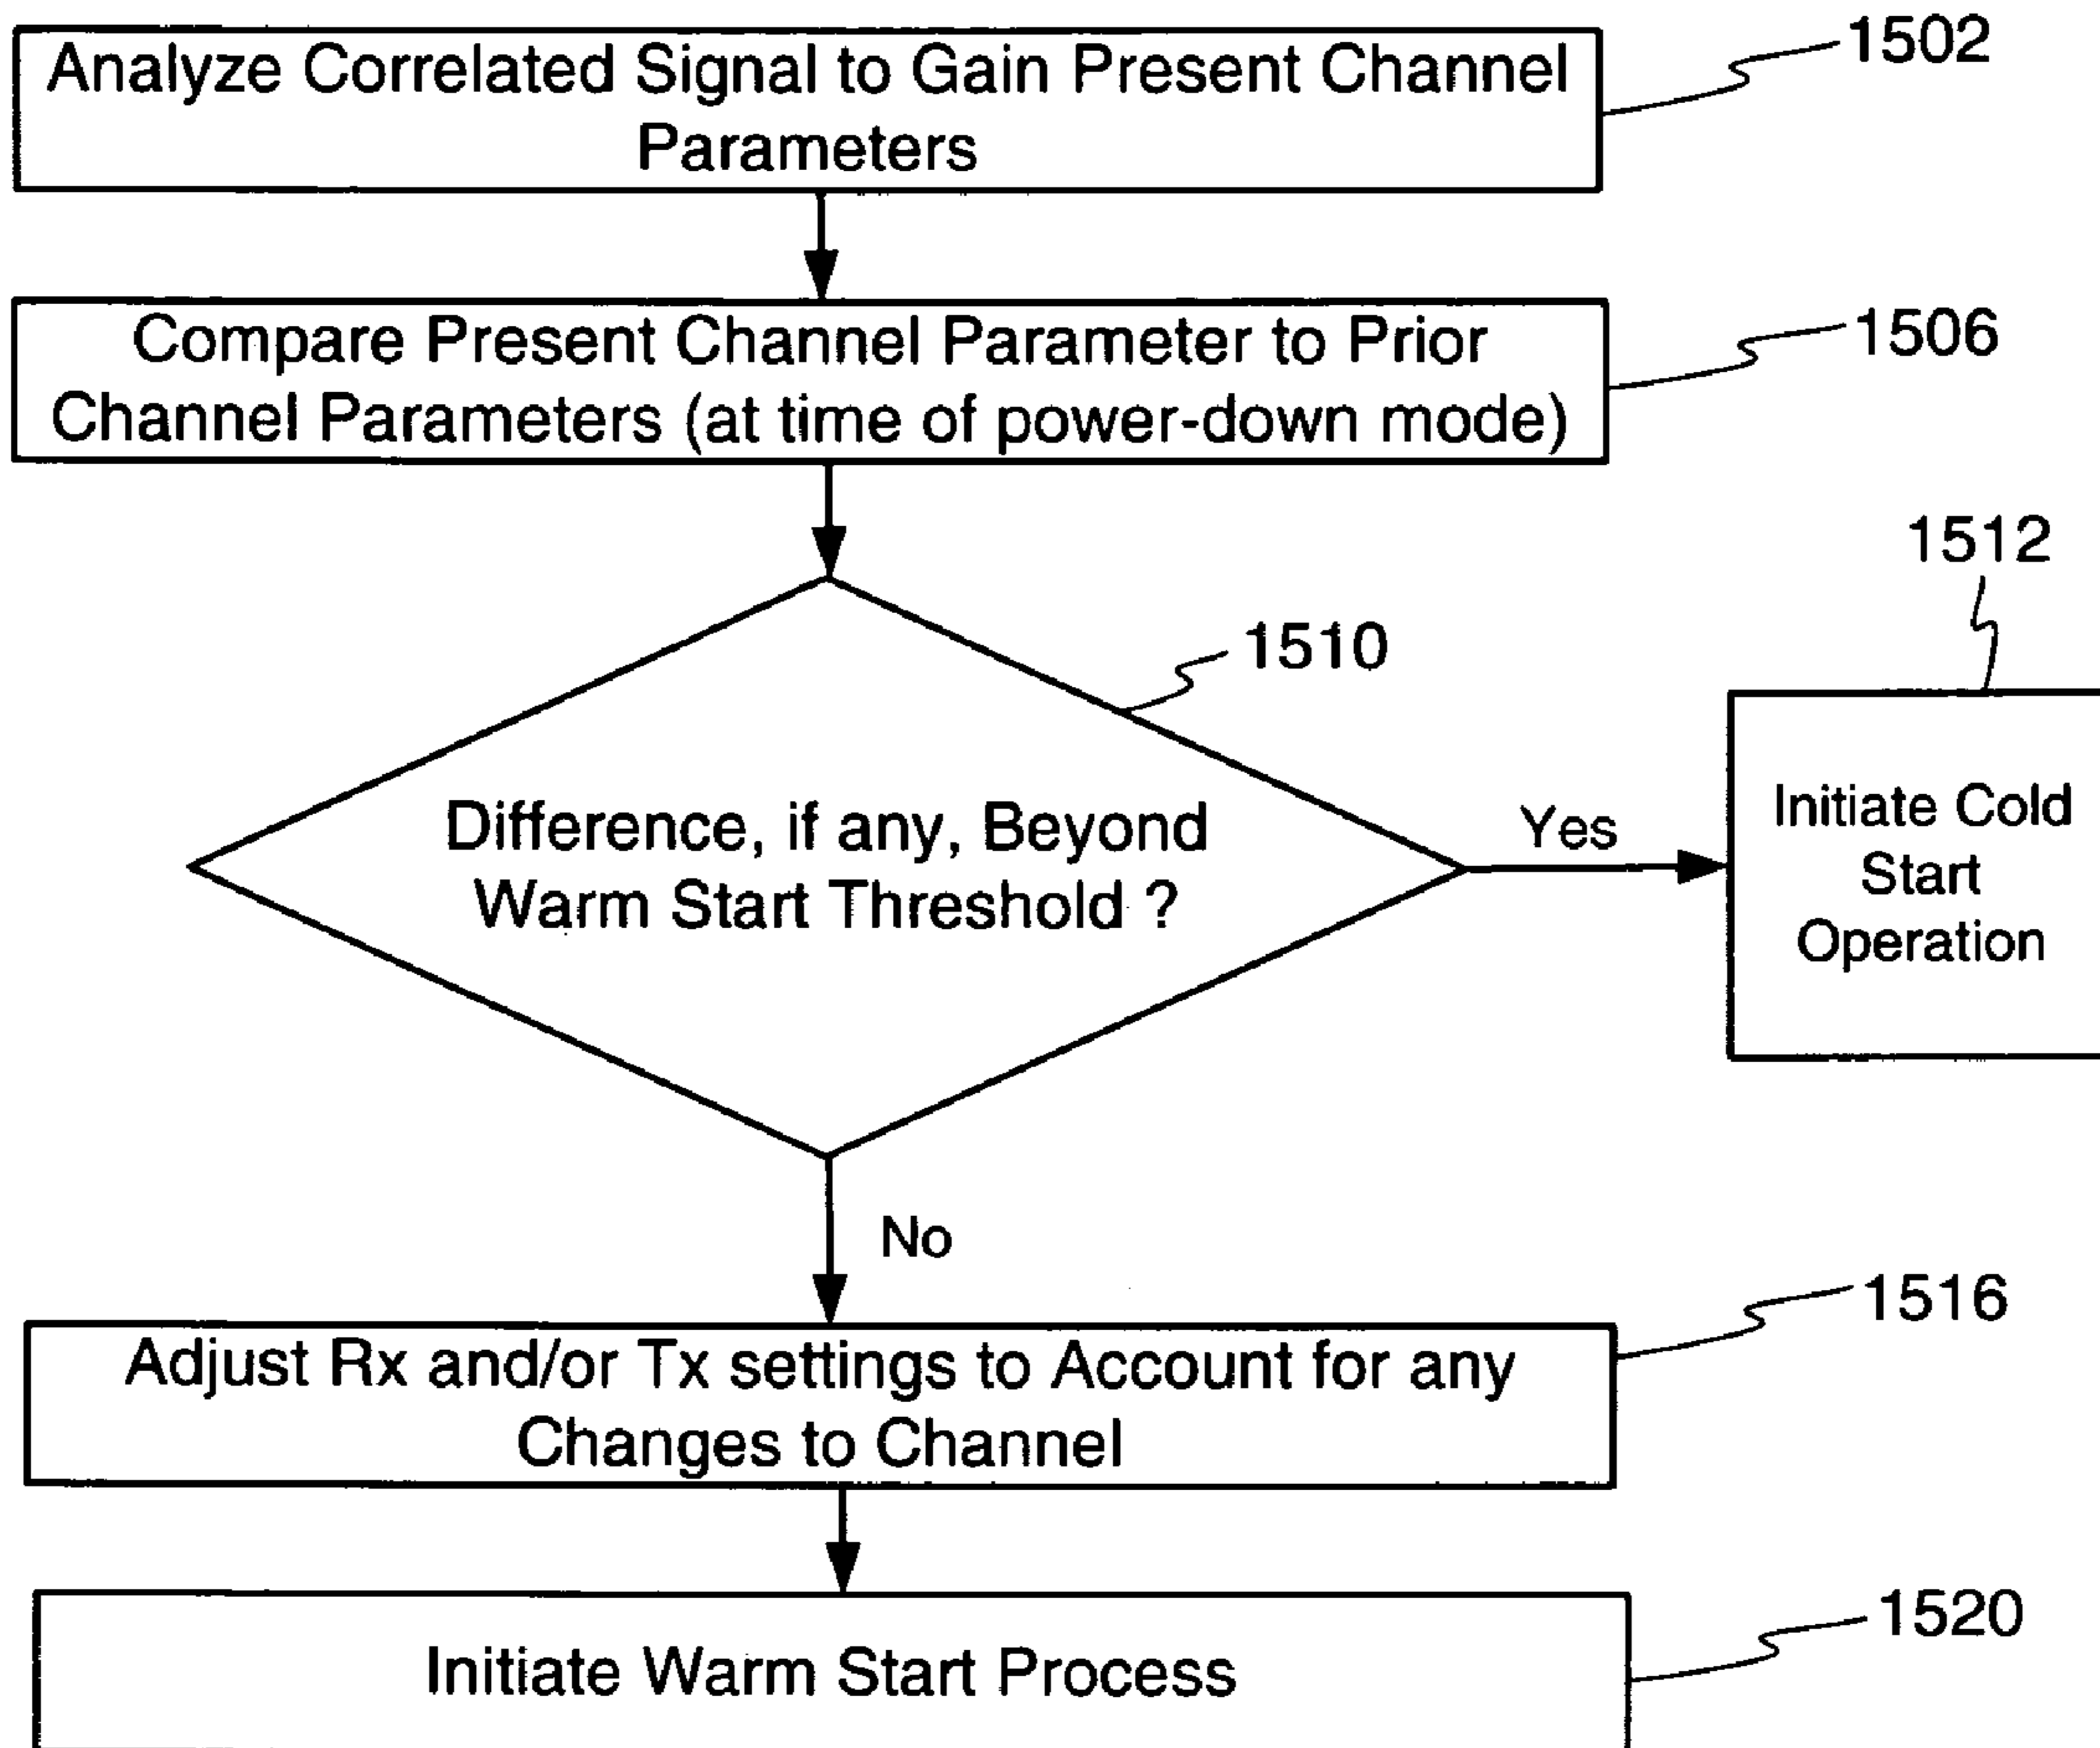 Analyze Correlated Signal to Gain Present Channel
Parameters
1502
Compare Present Channel Parameter to Prior
Channel Parameters (at time of power-down mode)
1506
1512
1510
Difference, if any, Beyond
Warm Start Threshold ?
Yes
Initiate Cold
Start
Operation
No
1516
Adjust Rx and/or Tx settings to Account for any
Changes to Channel
1520
Initiate Warm Start Process